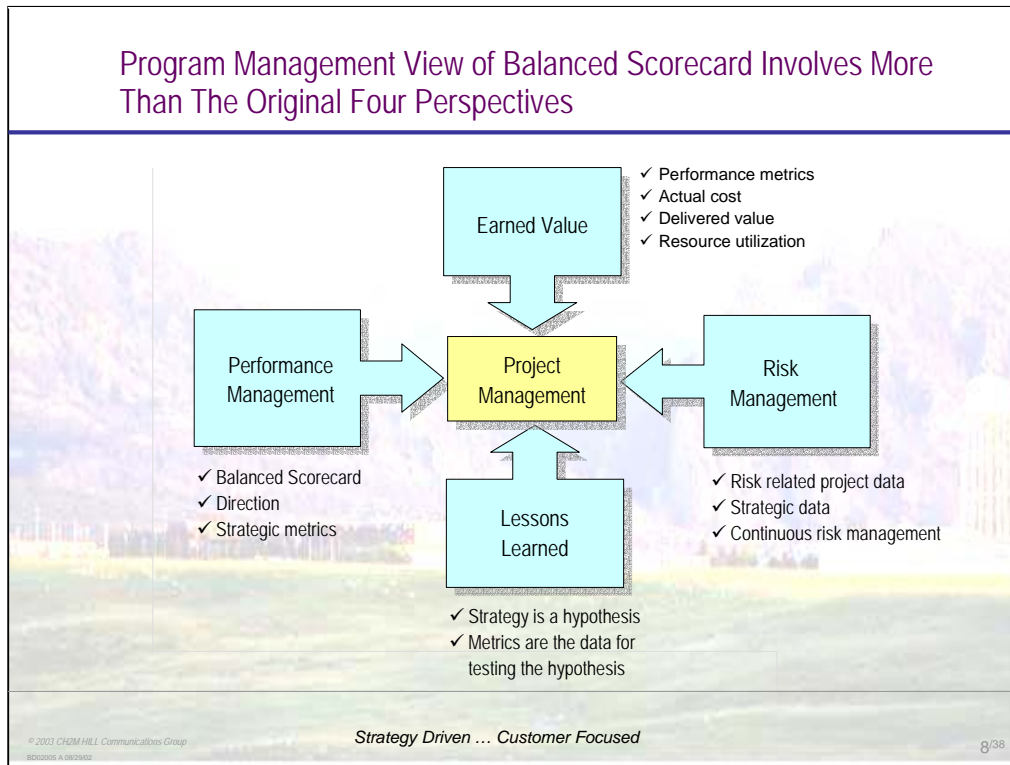 Program Management View of Balanced Scorecard Involves More
Than The Original Four Perspectives
Earned Value
✓ Performance metrics
✓ Actual cost
✓ Delivered value
✓ Resource utilization
Performance
Management
✓ Balanced Scorecard
✓ Direction
✓ Strategic metrics
Project
Management
Risk
Management
✓ Risk related project data
✓ Strategic data
✓ Continuous risk management
Lessons
Learned
✓ Strategy is a hypothesis
✓ Metrics are the data for
testing the hypothesis
© 2003 CH2M HILL Communications Group
BD02005 A 08/29/02
Strategy Driven … Customer Focused
8/38